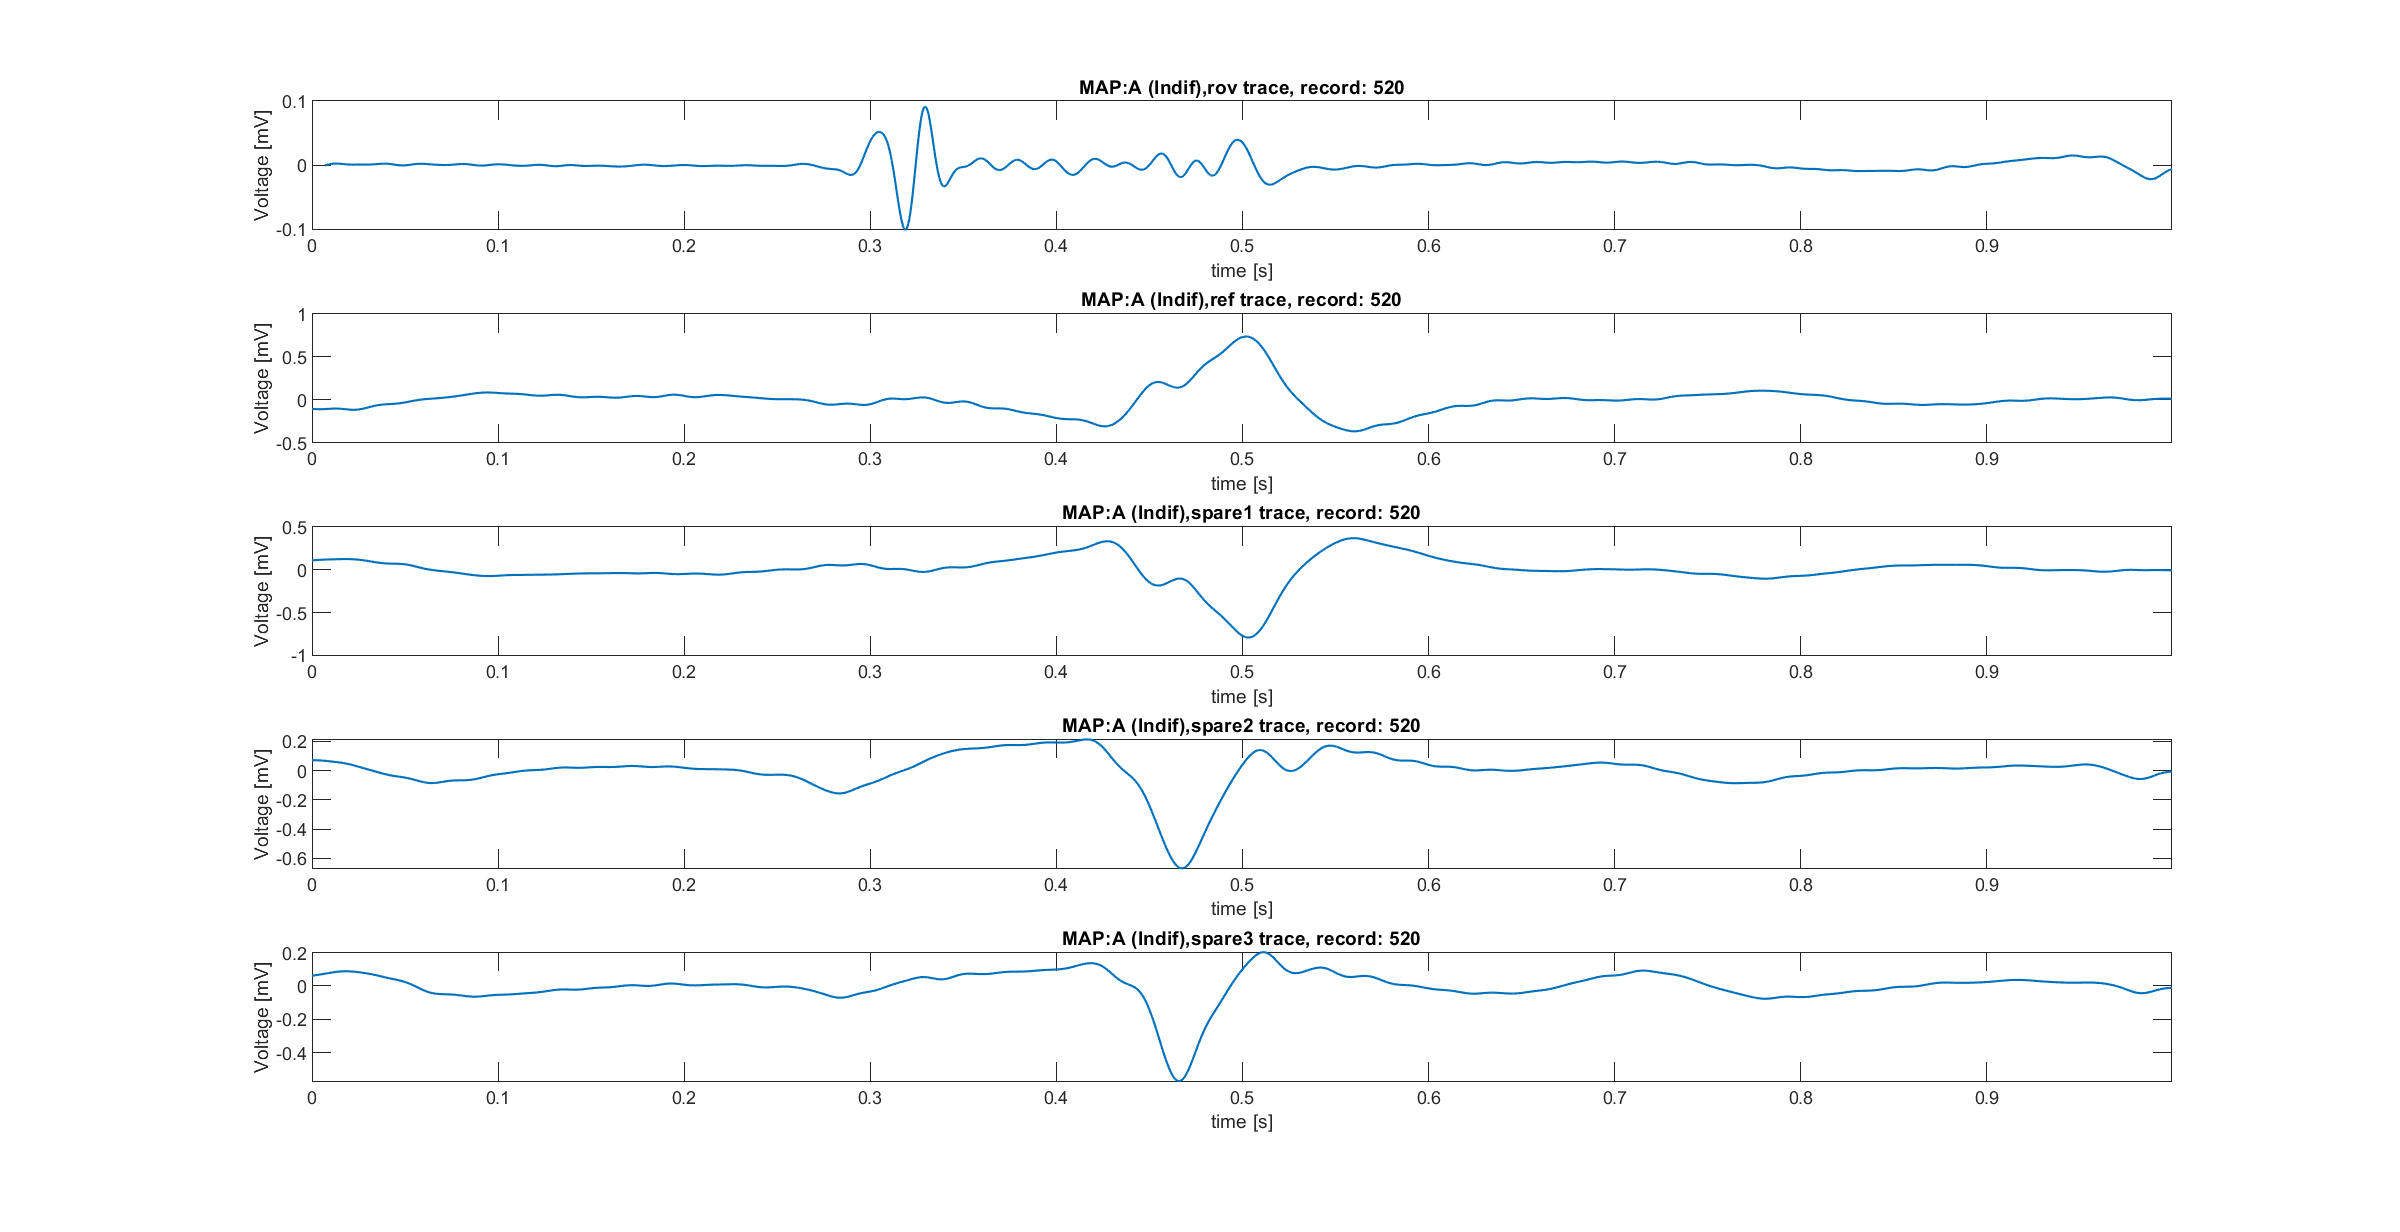 MAP:A (Indif),rov trace, record: 520
Voltage [mV]
0.1
0
-0.1
0 0.1 0.2 0.3 0.4 0.5 0.6 0.7 0.8 0.9
time [s]
MAP:A (Indif),ref trace, record: 520
Voltage [mV]
1
0.5
0
-0.5
0 0.1 0.2 0.3 0.4 0.5 0.6 0.7 0.8 0.9
time [s]
MAP:A (Indif),spare1 trace, record: 520
Voltage [mV]
0.5
0
-0.5
-1
0 0.1 0.2 0.3 0.4 0.5 0.6 0.7 0.8 0.9
time [s]
MAP:A (Indif),spare2 trace, record: 520
Voltage [mV]
0.2
0
-0.2
-0.4
-0.6
0 0.1 0.2 0.3 0.4 0.5 0.6 0.7 0.8 0.9
time [s]
MAP:A (Indif),spare3 trace, record: 520
Voltage [mV]
0.2
0
-0.2
-0.4
0 0.1 0.2 0.3 0.4 0.5 0.6 0.7 0.8 0.9
time [s]